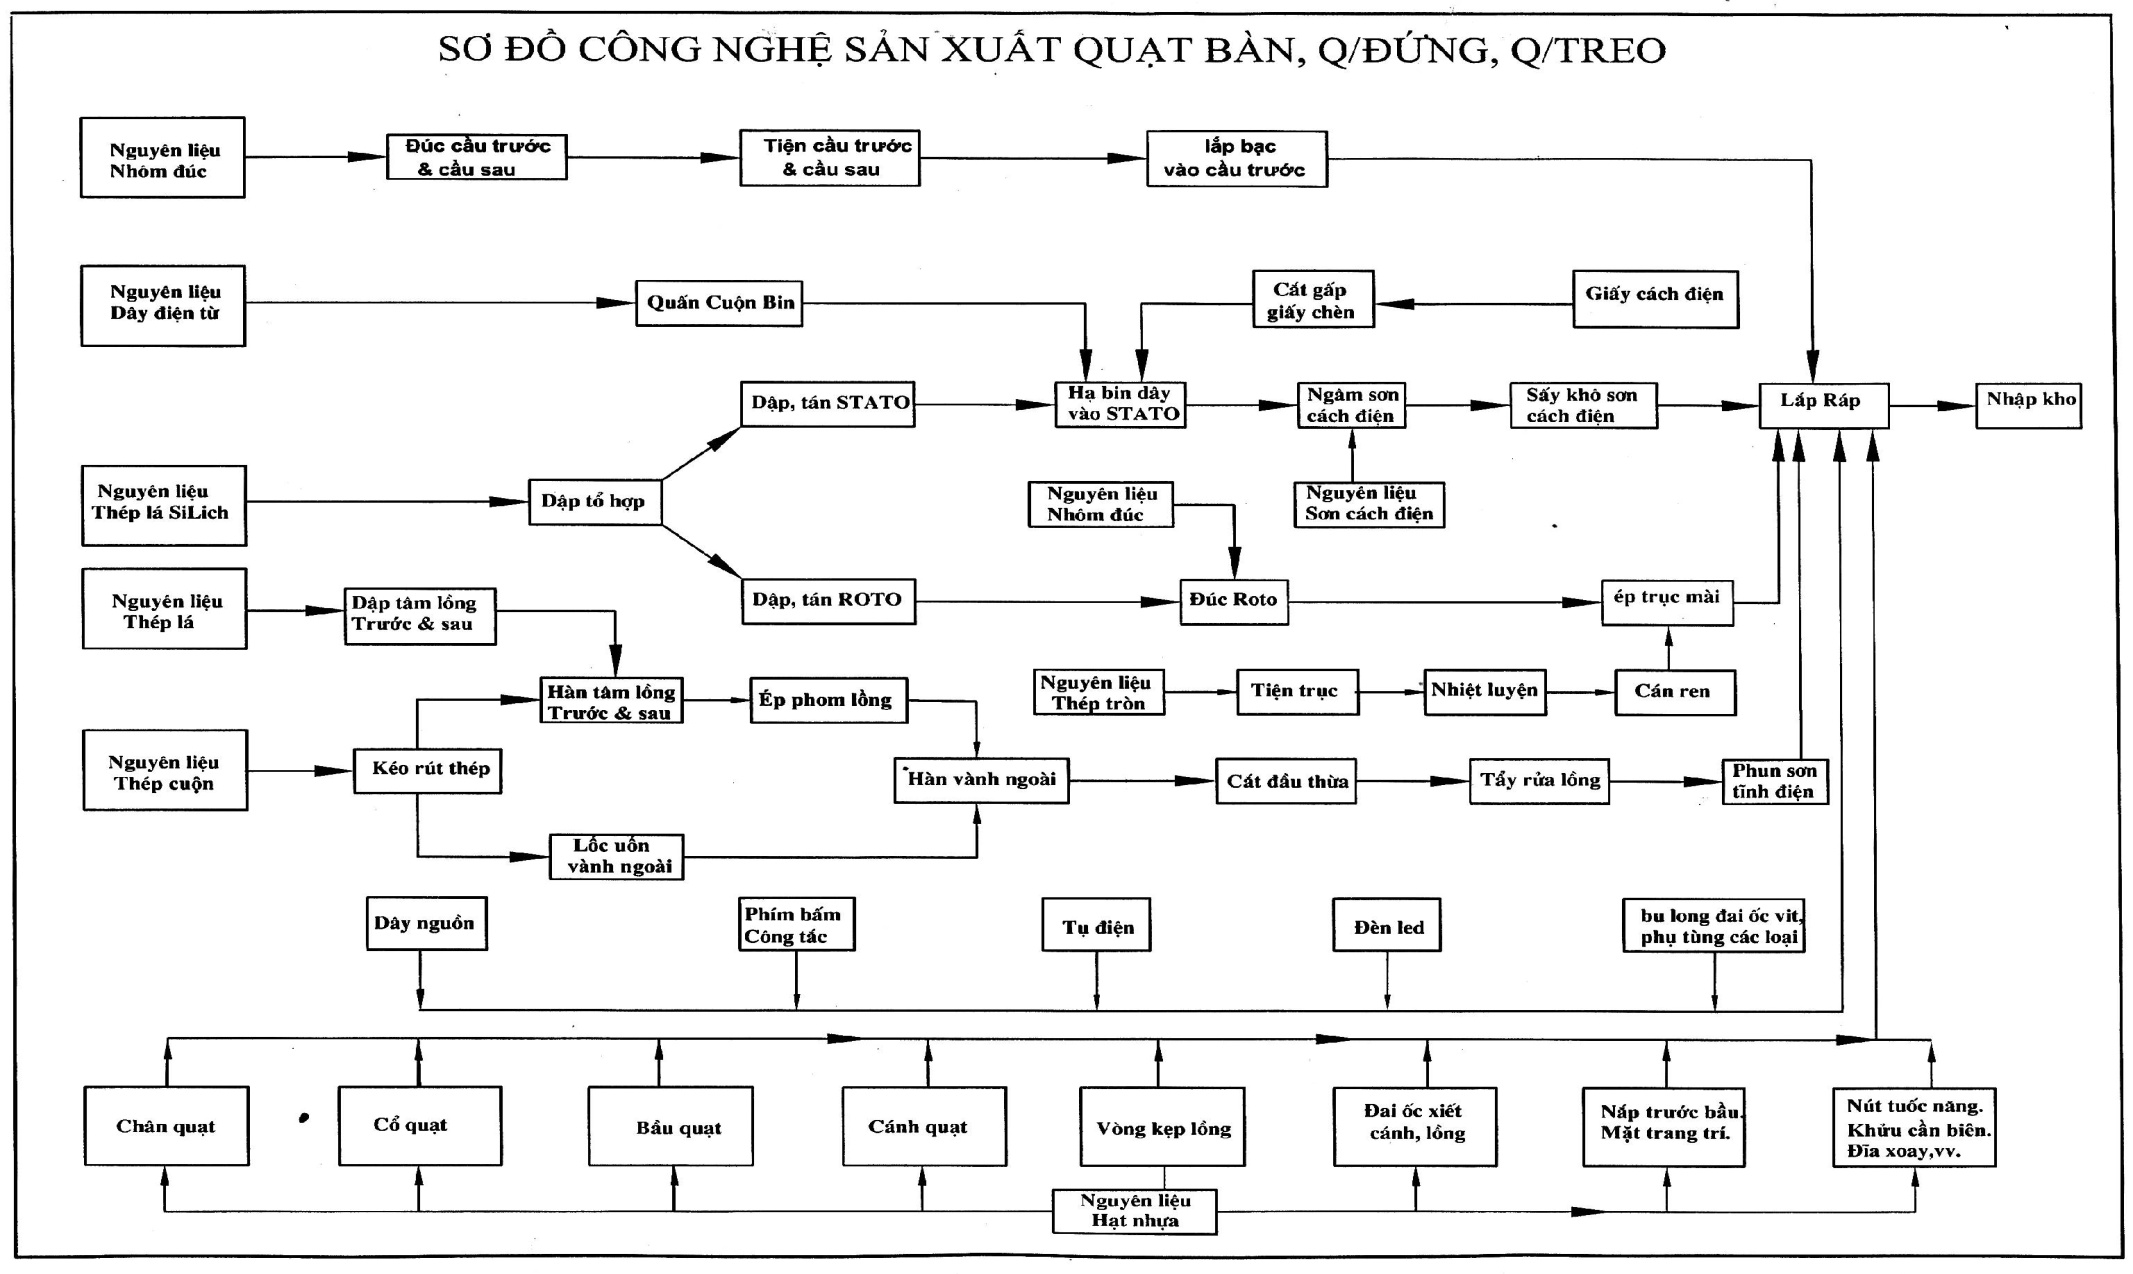 SƠ ĐỒ CÔNG NGHỆ SẢN XUẤT QUẠT BÀN, Q/ĐỨNG, Q/TREO
Nguyên liệu
Nhôm đúc
Đúc cầu trước
& cầu sau
Tiện cầu trước
& cầu sau
lắp bạc
vào cầu trước
Nguyên liệu
Dây điện từ
Quấn Cuộn Bin
Cắt gấp
giấy chèn
Giấy cách điện
Dập, tán STATO
Hạ bin dây
vào STATO
Ngâm sơn
cách điện
Sấy khô sơn
cách điện
Lắp Ráp
Nhập kho
Nguyên liệu
Thép lá SiLich
Dập tổ hợp
Nguyên liệu
Nhôm đúc
Nguyên liệu
Sơn cách điện
Nguyên liệu
Thép lá
Dập tâm lồng
Trước & sau
Dập, tán ROTO
Đúc Roto
ép trục mài
Hàn tâm lồng
Trước & sau
Ép phom lồng
Nguyên liệu
Thép tròn
Tiện trục
Nhiệt luyện
Cán ren
Nguyên liệu
Thép cuộn
Kéo rút thép
Hàn vành ngoài
Cắt đầu thừa
Tẩy rửa lồng
Phun sơn
tĩnh điện
Lốc uốn
vành ngoài
Dây nguồn
Phím bấm
Công tắc
Tụ điện
Đèn led
bu long đai ốc vit,
phụ tùng các loại
Chân quạt
Cổ quạt
Bầu quạt
Cánh quạt
Vòng kẹp lồng
Đai ốc xiết
cánh, lồng
Nắp trước bầu.
Mặt trang trí.
Nút tuốc năng.
Khửu cần biên.
Đĩa xoay,vv.
Nguyên liệu
Hạt nhựa